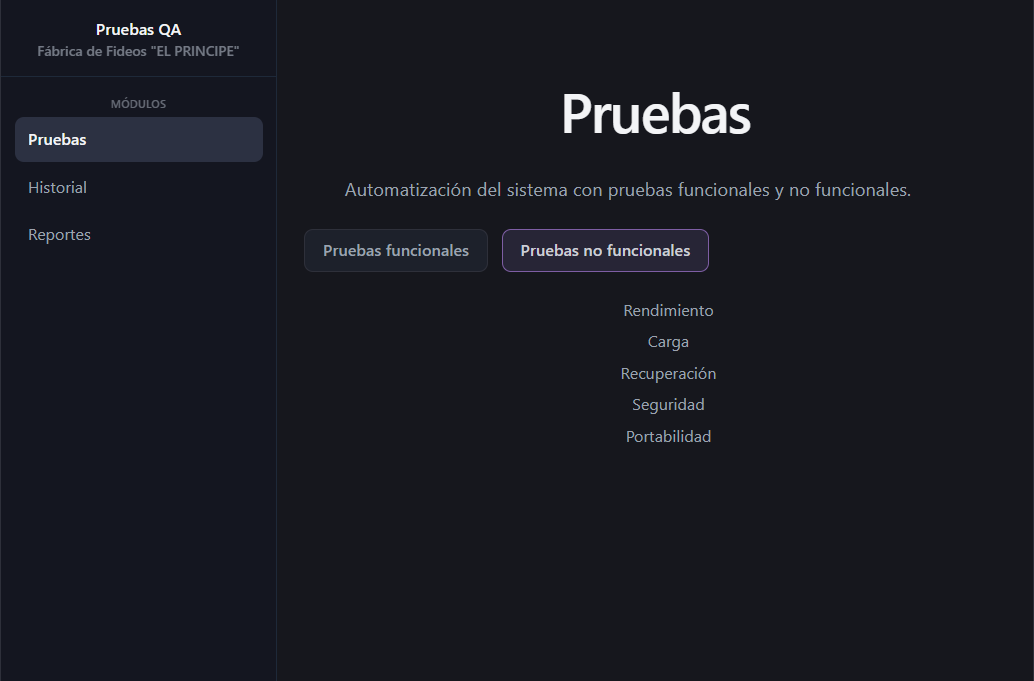 Pruebas QA
Fábrica de Fideos "EL PRINCIPE"
MÓDULOS
Pruebas
Historial
Reportes
Pruebas
Automatización del sistema con pruebas funcionales y no funcionales.
Pruebas funcionales
Pruebas no funcionales
Rendimiento
Carga
Recuperación
Seguridad
Portabilidad